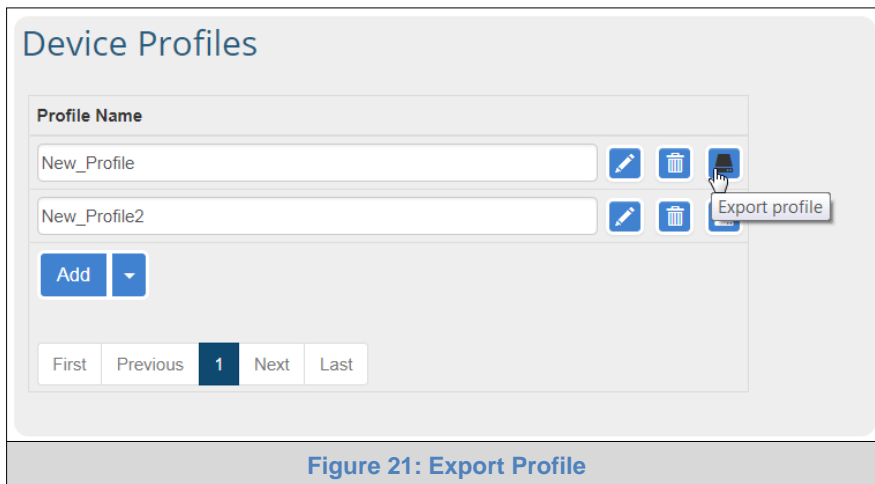 Device Profiles
Profile Name
New_Profile
Export profile
New_Profile2
Add
First Previous 1 Next Last
Figure 21: Export Profile